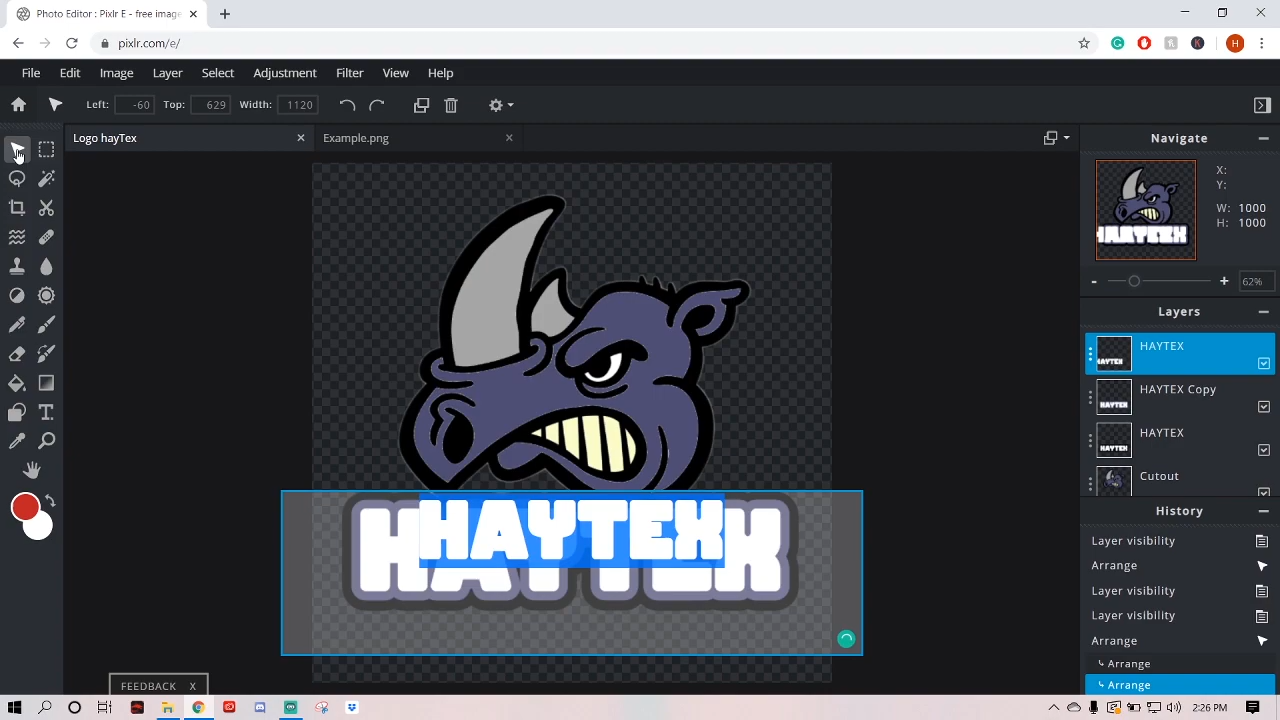 Photo Editor : Pixlr E - free image
pixlr.com/e/
File Edit Image Layer Select Adjustment Filter View Help
Left: -60 Top: 629 Width: 1120
Logo hayTex
Example.png
Navigate
X:
Y:
W: 1000
H: 1000
HAYTEX
62%
Layers
HAYTEX
HAYTEX Copy
HAYTEX
Cutout
HAYTEX
HAYTEX
History
Layer visibility
Arrange
Layer visibility
Layer visibility
Arrange
Arrange
Arrange
FEEDBACK X
2:26 PM